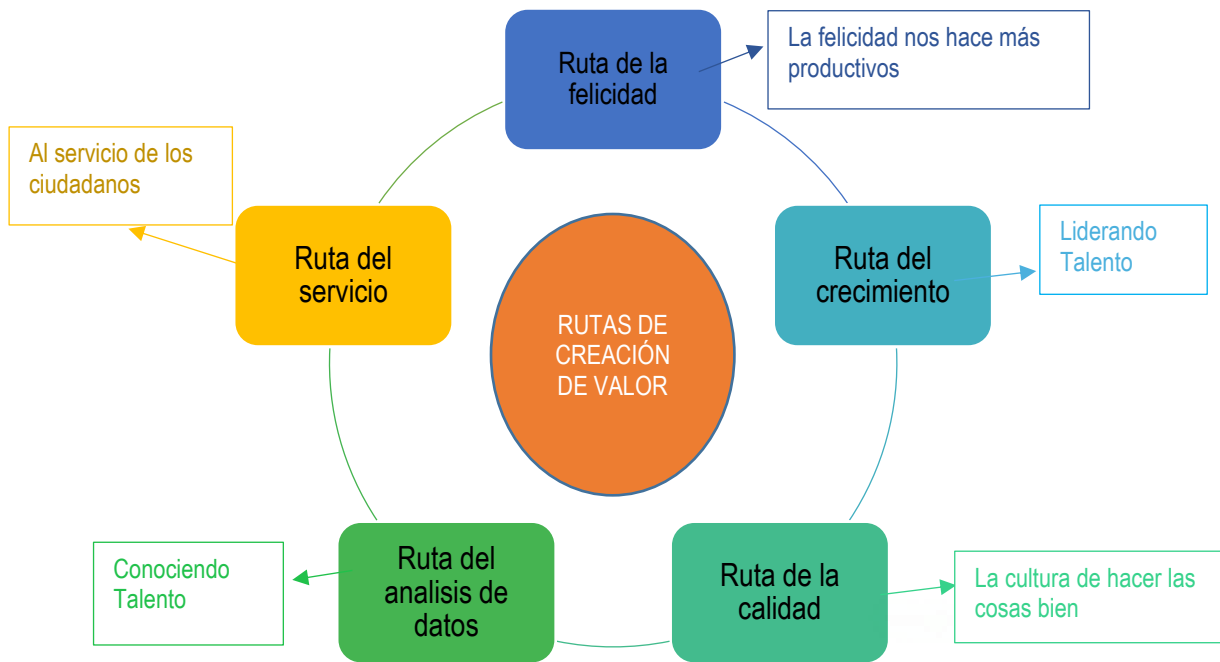 Ruta de la
felicidad
La felicidad nos hace más
productivos
Al servicio de los
ciudadanos
Ruta del
servicio
Ruta del
crecimiento
Liderando
Talento
RUTAS DE
CREACIÓN
DE VALOR
Conociendo
Talento
Ruta del
analisis de
datos
Ruta de la
calidad
La cultura de hacer las
cosas bien